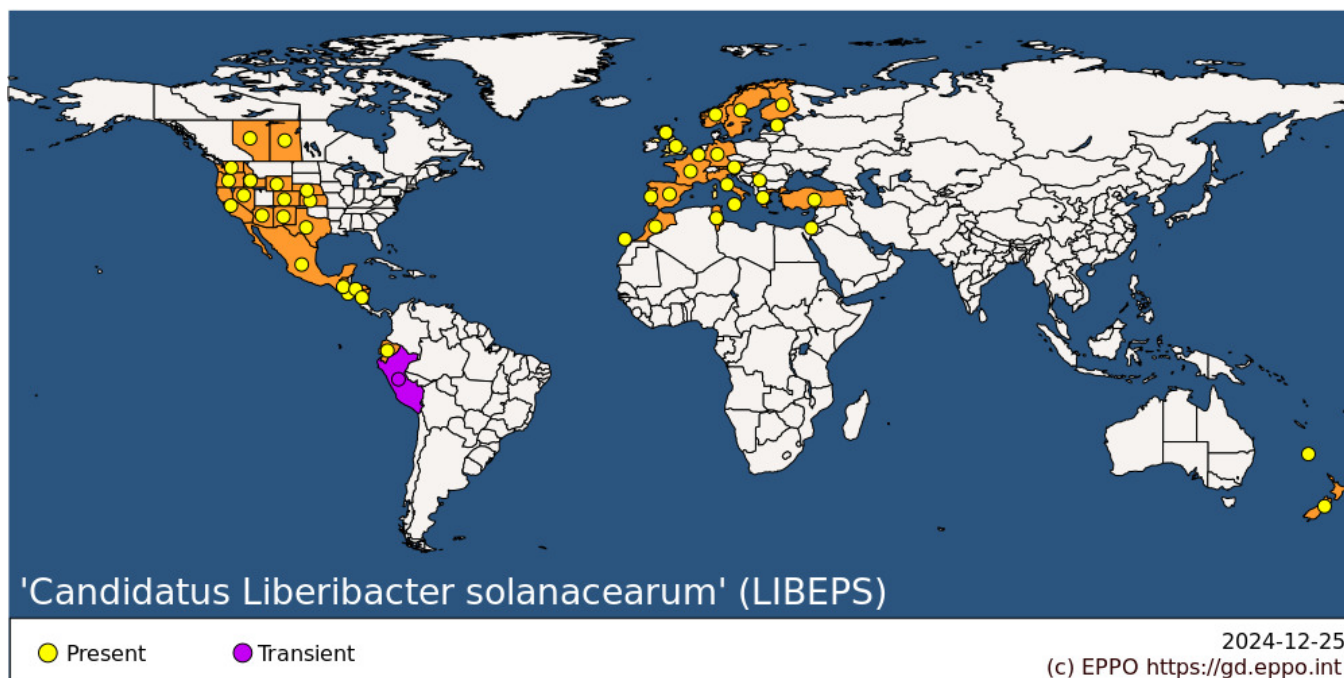 'Candidatus Liberibacter solanacearum' (LIBEPS)
Present
Transient
2024-12-25
(c) EPPO https://gd.eppo.int